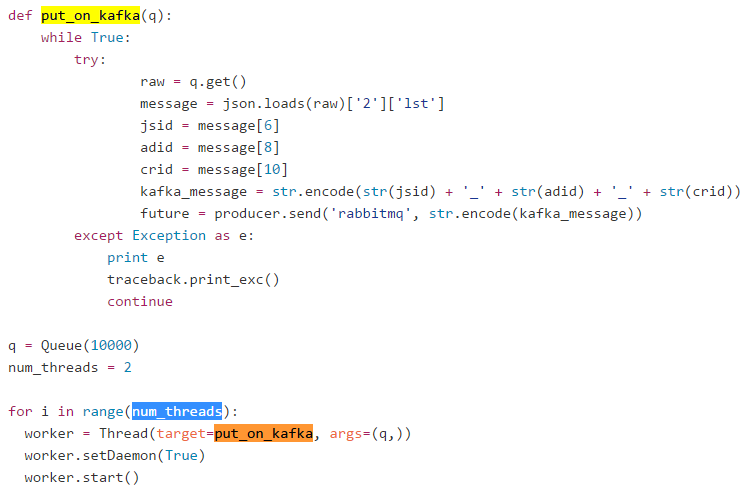 def put_on_kafka(q):
    while True:
        try:
                raw = q.get()
                message = json.loads(raw)['2']['lst']
                jsid = message[6]
                adid = message[8]
                crid = message[10]
                kafka_message = str.encode(str(jsid) + '_' + str(adid) + '_' + str(crid))
                future = producer.send('rabbitmq', str.encode(kafka_message))
        except Exception as e:
            print e
            traceback.print_exc()
            continue

q = Queue(10000)
num_threads = 2

for i in range(num_threads):
  worker = Thread(target=put_on_kafka, args=(q,))
  worker.setDaemon(True)
  worker.start()